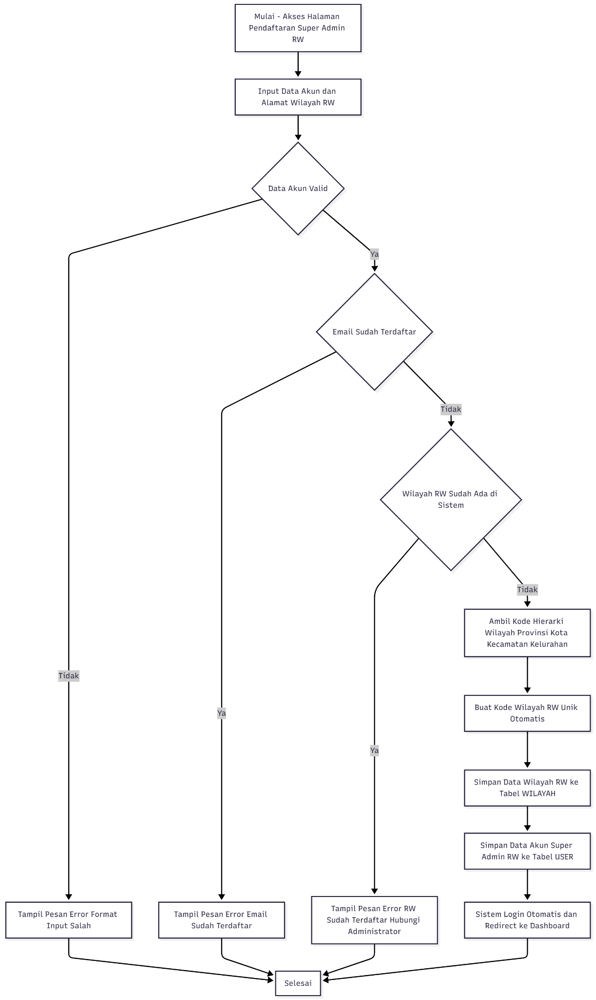 Mulai - Akses Halaman
Pendaftaran Super Admin
RW
Input Data Akun dan
Alamat Wilayah RW
Data Akun Valid
Ya
Email Sudah Terdaftar
Tidak
Wilayah RW Sudah Ada di
Sistem
Tidak
Ambil Kode Hierarki
Wilayah Provinsi Kota
Kecamatan Kelurahan
Tidak
Buat Kode Wilayah RW Unik
Otomatis
Ya
Ya
Simpan Data Wilayah RW ke
Tabel WILAYAH
Simpan Data Akun Super
Admin RW ke Tabel USER
Tampil Pesan Error Format
Input Salah
Tampil Pesan Error Email
Sudah Terdaftar
Tampil Pesan Error RW
Sudah Terdaftar Hubungi
Administrator
Sistem Login Otomatis dan
Redirect ke Dashboard
Selesai